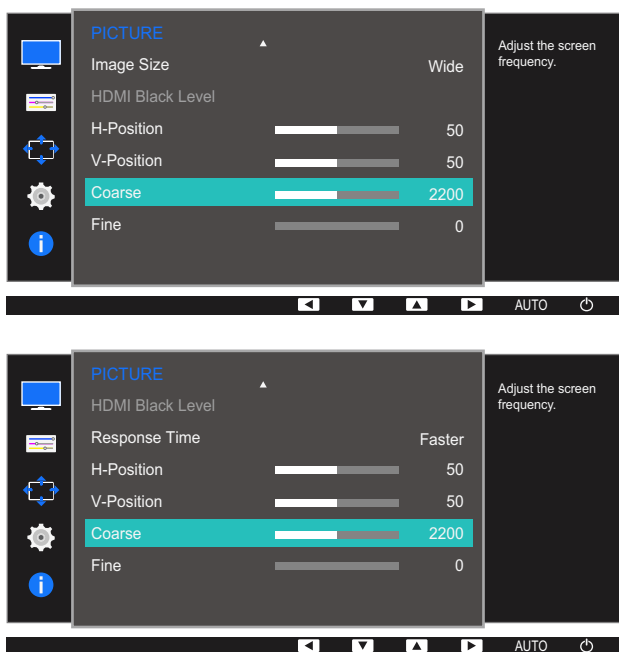 PICTURE
Image Size Wide
HDMI Black Level
H-Position 50
V-Position 50
Coarse 2200
Fine 0
Adjust the screen
frequency.
AUTO
PICTURE
HDMI Black Level
Response Time Faster
H-Position 50
V-Position 50
Coarse 2200
Fine 0
Adjust the screen
frequency.
AUTO